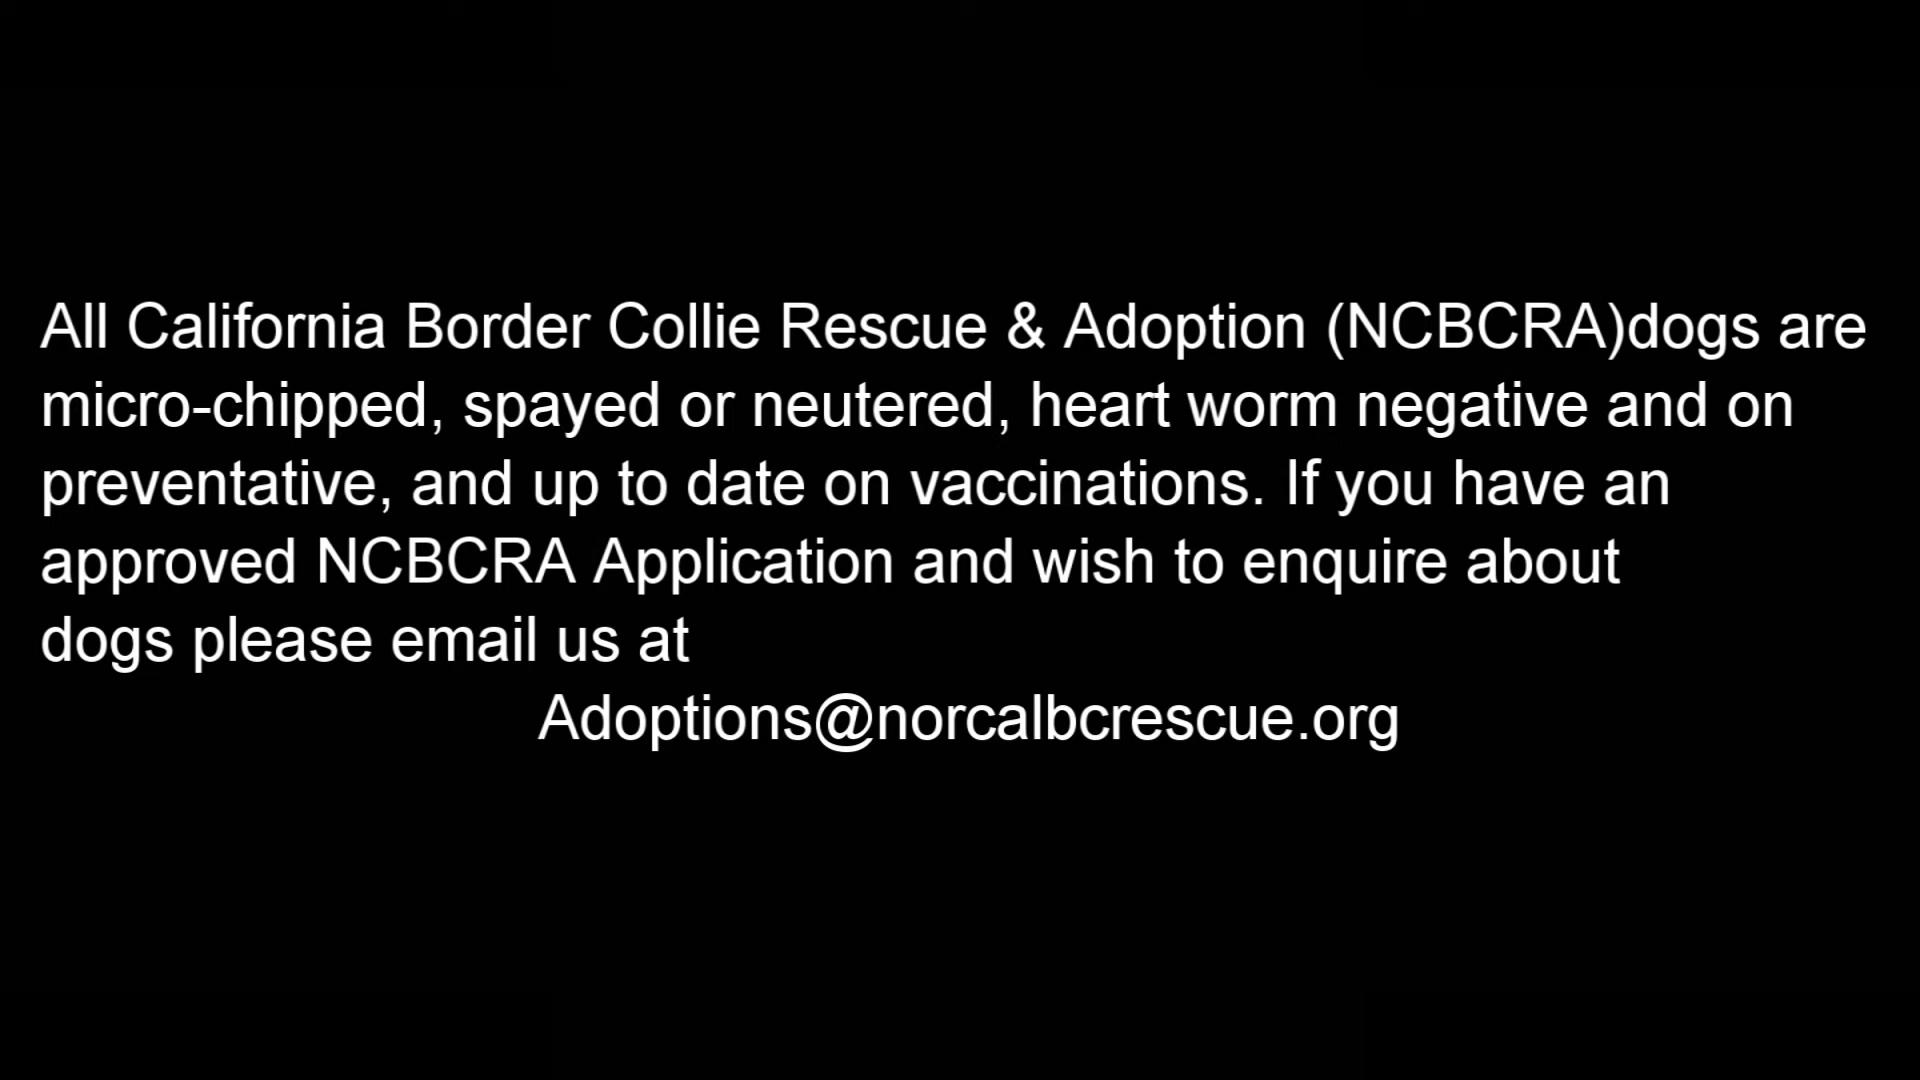 All California Border Collie Rescue & Adoption (NCBCRA)dogs are
micro-chipped, spayed or neutered, heart worm negative and on
preventative, and up to date on vaccinations. If you have an
approved NCBCRA Application and wish to enquire about
dogs please email us at
Adoptions@norcalbcrescue.org